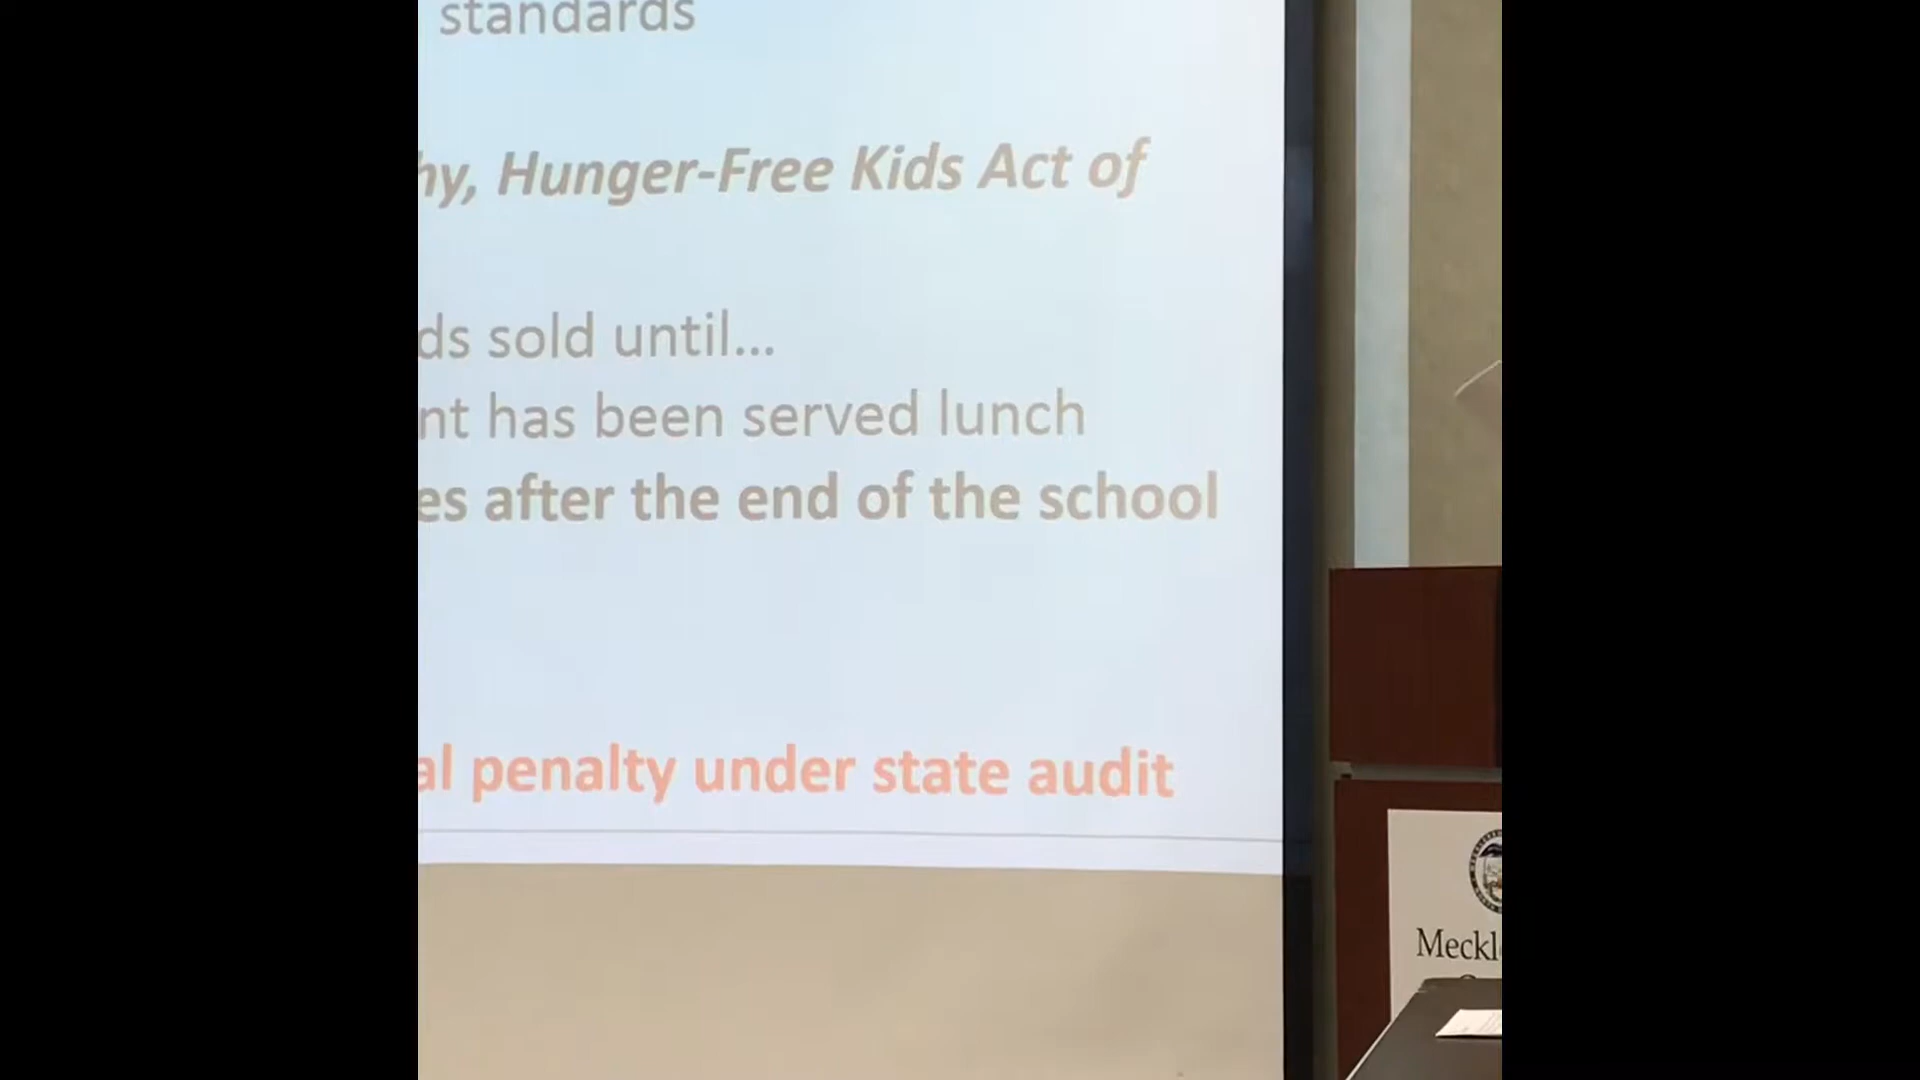 standards
hy, Hunger-Free Kids Act of
ds sold until...
nt has been served lunch
es after the end of the school
al penalty under state audit
Meckl